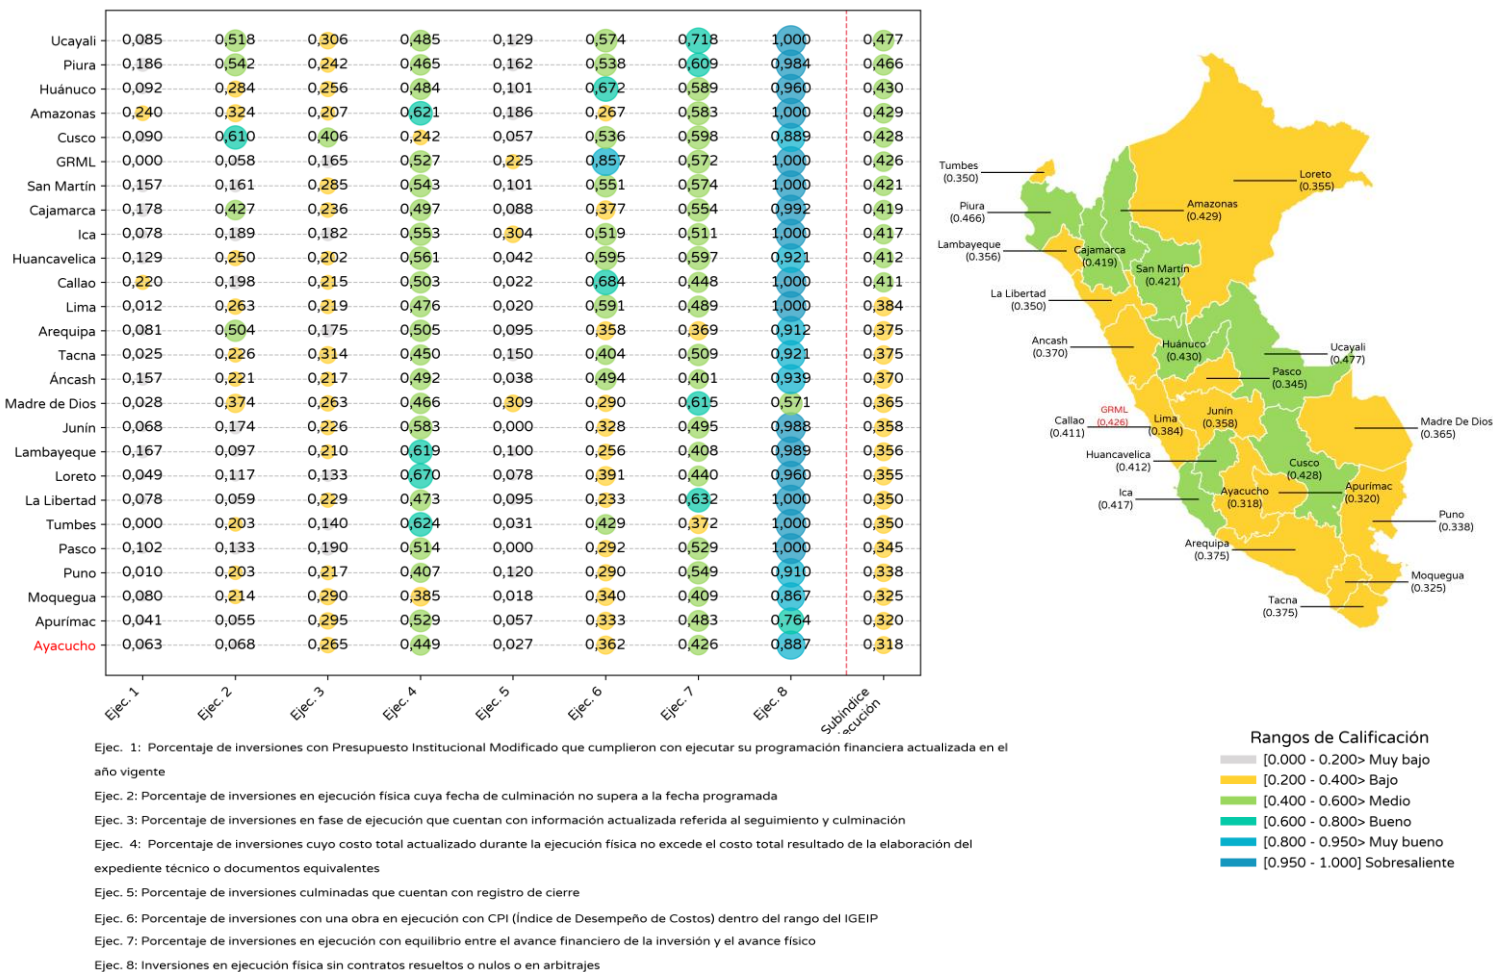 Ucayali 0,085 0,518 0,306 0,485 0,129 0,574 0,718 1,000 0,477
Piura 0,186 0,542 0,242 0,465 0,162 0,538 0,609 0,984 0,466
Huánuco 0,092 0,284 0,256 0,484 0,101 0,672 0,589 0,960 0,430
Amazonas 0,240 0,324 0,207 0,621 0,186 0,267 0,583 1,000 0,429
Cusco 0,090 0,610 0,406 0,242 0,057 0,536 0,598 0,889 0,428
GRML 0,000 0,058 0,165 0,527 0,225 0,857 0,572 1,000 0,426
San Martín 0,157 0,161 0,285 0,543 0,101 0,551 0,574 1,000 0,421
Cajamarca 0,178 0,427 0,236 0,497 0,088 0,377 0,554 0,992 0,419
Ica 0,078 0,189 0,182 0,553 0,304 0,519 0,511 1,000 0,417
Huancavelica 0,129 0,250 0,202 0,561 0,042 0,595 0,597 0,921 0,412
Callao 0,220 0,198 0,215 0,503 0,022 0,684 0,448 1,000 0,411
Lima 0,012 0,263 0,219 0,476 0,020 0,591 0,489 1,000 0,384
Arequipa 0,081 0,504 0,175 0,505 0,095 0,358 0,369 0,912 0,375
Tacna 0,025 0,226 0,314 0,450 0,150 0,404 0,509 0,921 0,375
Áncash 0,157 0,221 0,217 0,492 0,038 0,494 0,401 0,939 0,370
Madre de Dios 0,028 0,374 0,263 0,466 0,309 0,290 0,615 0,571 0,365
Junín 0,068 0,174 0,226 0,583 0,000 0,328 0,495 0,988 0,358
Lambayeque 0,167 0,097 0,210 0,619 0,100 0,256 0,408 0,989 0,356
Loreto 0,049 0,117 0,133 0,670 0,078 0,391 0,440 0,960 0,355
La Libertad 0,078 0,059 0,229 0,473 0,095 0,233 0,632 1,000 0,350
Tumbes 0,000 0,203 0,140 0,624 0,031 0,429 0,372 1,000 0,350
Pasco 0,102 0,133 0,190 0,514 0,000 0,292 0,529 1,000 0,345
Puno 0,010 0,203 0,217 0,407 0,120 0,290 0,549 0,910 0,338
Moquegua 0,080 0,214 0,290 0,385 0,018 0,340 0,409 0,867 0,325
Apurímac 0,041 0,055 0,295 0,529 0,057 0,333 0,483 0,764 0,320
Ayacucho 0,063 0,068 0,265 0,449 0,027 0,362 0,426 0,887 0,318
Ejec. 1 Ejec. 2 Ejec. 3 Ejec. 4 Ejec. 5 Ejec. 6 Ejec. 7 Ejec. 8 Subíndice
Ejec. 1: Porcentaje de inversiones con Presupuesto Institucional Modificado que cumplieron con ejecutar su programación financiera actualizada en el
año vigente
Ejec. 2: Porcentaje de inversiones en ejecución física cuya fecha de culminación no supera a la fecha programada
Ejec. 3: Porcentaje de inversiones en fase de ejecución que cuentan con información actualizada referida al seguimiento y culminación
Ejec. 4: Porcentaje de inversiones cuyo costo total actualizado durante la ejecución física no excede el costo total resultado de la elaboración del
expediente técnico o documentos equivalentes
Ejec. 5: Porcentaje de inversiones culminadas que cuentan con registro de cierre
Ejec. 6: Porcentaje de inversiones con una obra en ejecución con CPI (Índice de Desempeño de Costos) dentro del rango del IGEIP
Ejec. 7: Porcentaje de inversiones en ejecución con equilibrio entre el avance financiero de la inversión y el avance físico
Ejec. 8: Inversiones en ejecución física sin contratos resueltos o nulos o en arbitrajes
Tumbes
(0.350)
Loreto
(0.355)
Piura
(0.466)
Amazonas
(0.429)
Lambayeque
(0.356)
Cajamarca
(0.419)
San Martín
(0.421)
La Libertad
(0.350)
Ancash
(0.370)
Huánuco
(0.430)
Ucayali
(0.477)
Pasco
(0.345)
GRML
(0.426)
Callao
(0.411)
Lima
(0.384)
Junín
(0.358)
Madre De Dios
(0.365)
Huancavelica
(0.412)
Cusco
(0.428)
Ica
(0.417)
Ayacucho
(0.318)
Apurímac
(0.320)
Puno
(0.338)
Arequipa
(0.375)
Moquegua
(0.325)
Tacna
(0.375)
Rangos de Calificación
[0.000 - 0.200> Muy bajo
[0.200 - 0.400> Bajo
[0.400 - 0.600> Medio
[0.600 - 0.800> Bueno
[0.800 - 0.950> Muy bueno
[0.950 - 1.000] Sobresaliente